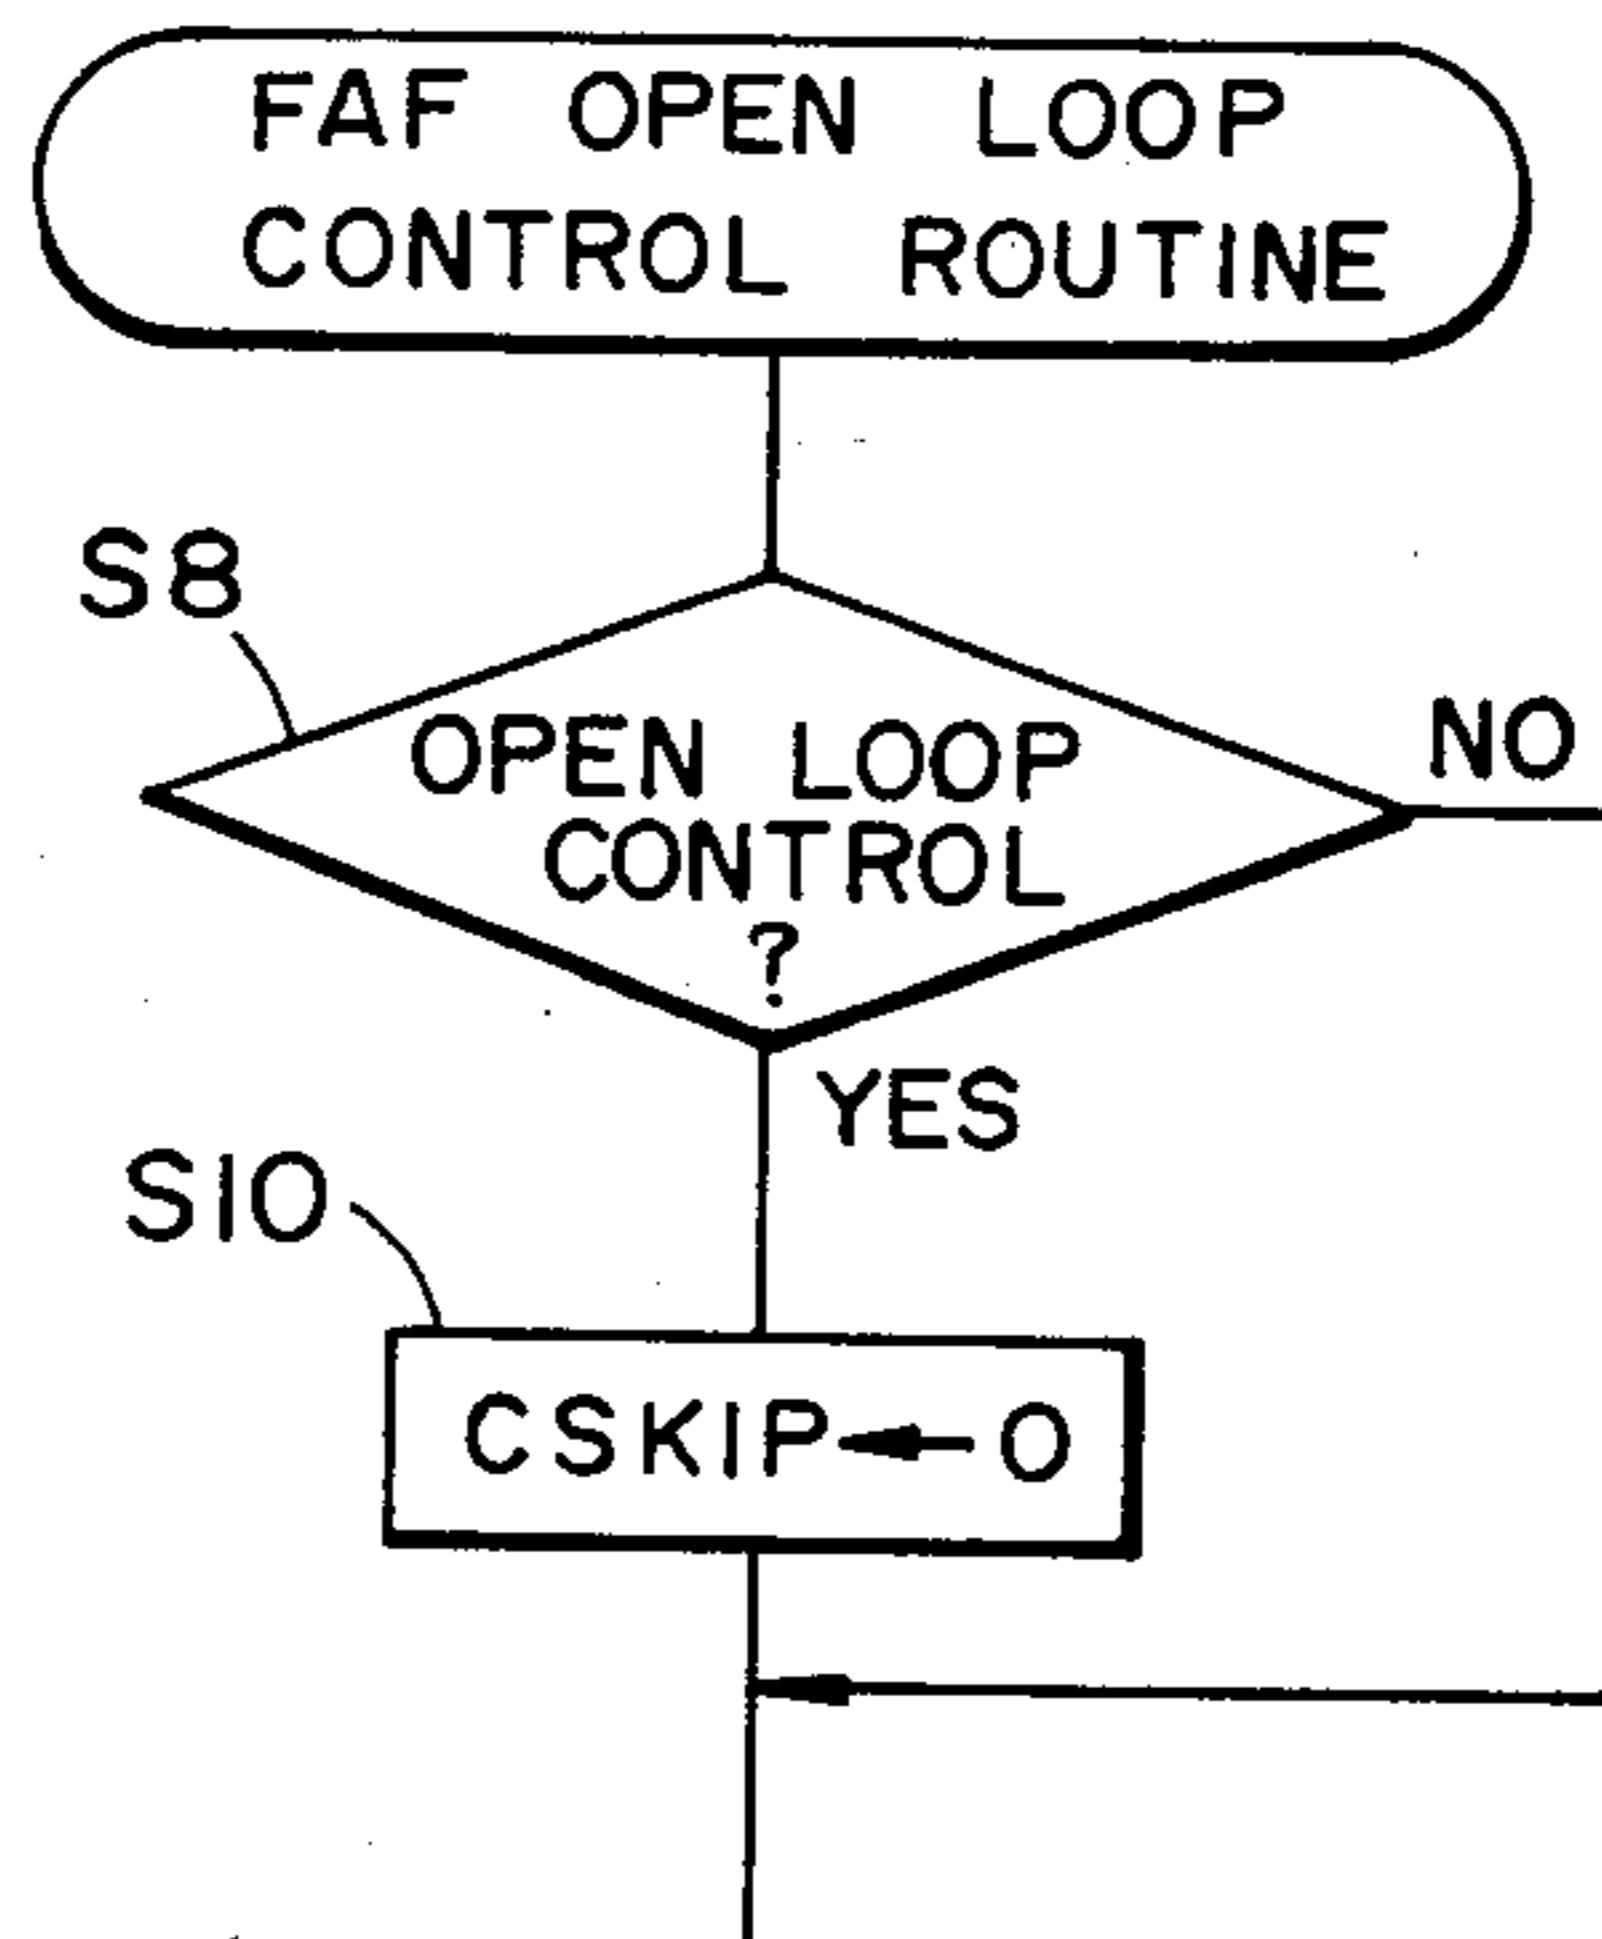 FAF OPEN LOOP
CONTROL ROUTINE
S8
OPEN LOOP
CONTROL
?
NO
YES
S10
CSKIP←0